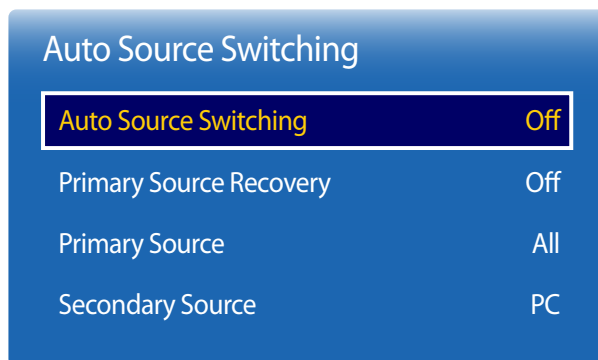 Auto Source Switching
Auto Source Switching Off
Primary Source Recovery Off
Primary Source All
Secondary Source PC